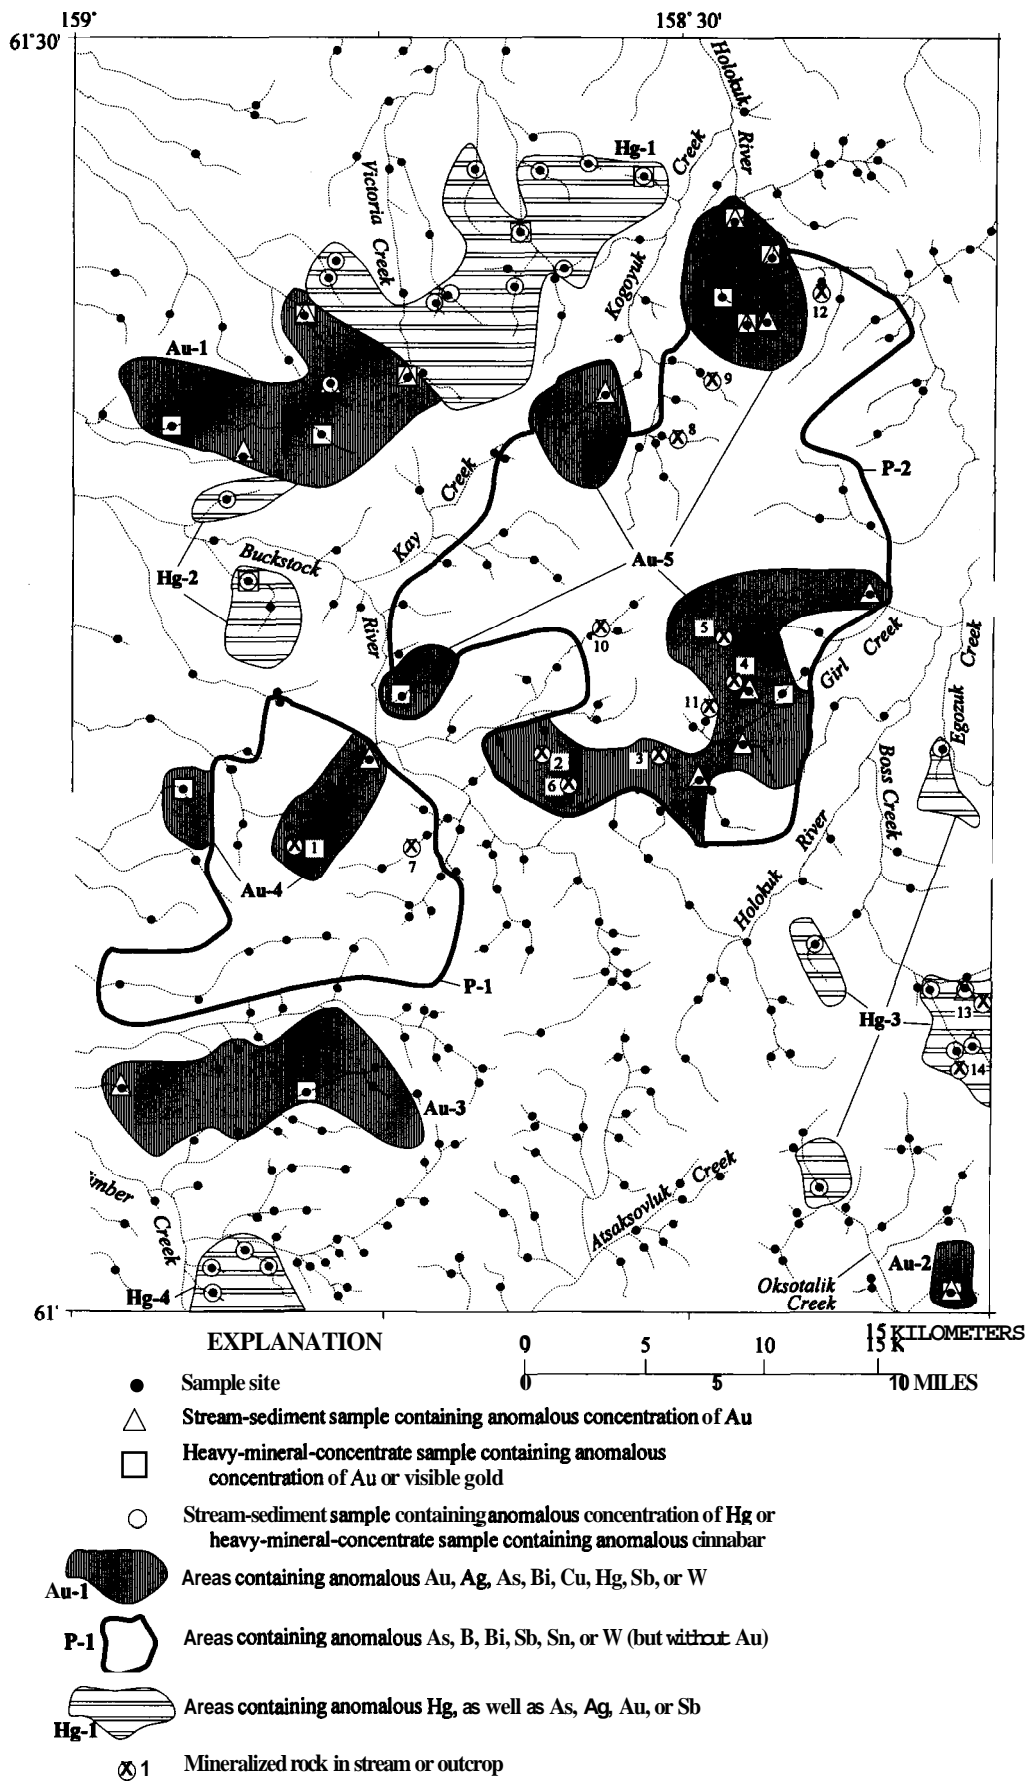 159°
158°30'
61°30'
Holokuk
River
Hg-1
Creek
Victoria
Creek
Kogoyuk
12
Au-1
9
8
Creek
P-2
Kay
Au-5
Buckstock
Hg-2
River
10
5
Creek
Girl
Creek
4
11
Egozuk
2
3
6
Boss Creek
1
7
River
Au-4
Holokuk
P-1
13
Hg-3
14
Au-3
Creek
Atsaksovluk
Creek
Au-2
Oksotalik
Creek
Hg-4
61'
EXPLANATION
0 5 10 15 KILOMETERS
0 5 10 MILES
Sample site
Stream-sediment sample containing anomalous concentration of Au
Heavy-mineral-concentrate sample containing anomalous
concentration of Au or visible gold
Stream-sediment sample containing anomalous concentration of Hg or
heavy-mineral-concentrate sample containing anomalous cinnabar
Au-1 Areas containing anomalous Au, Ag, As, Bi, Cu, Hg, Sb, or W
P-1 Areas containing anomalous As, B, Bi, Sb, Sn, or W (but without Au)
Hg-1 Areas containing anomalous Hg, as well as As, Ag, Au, or Sb
1 Mineralized rock in stream or outcrop